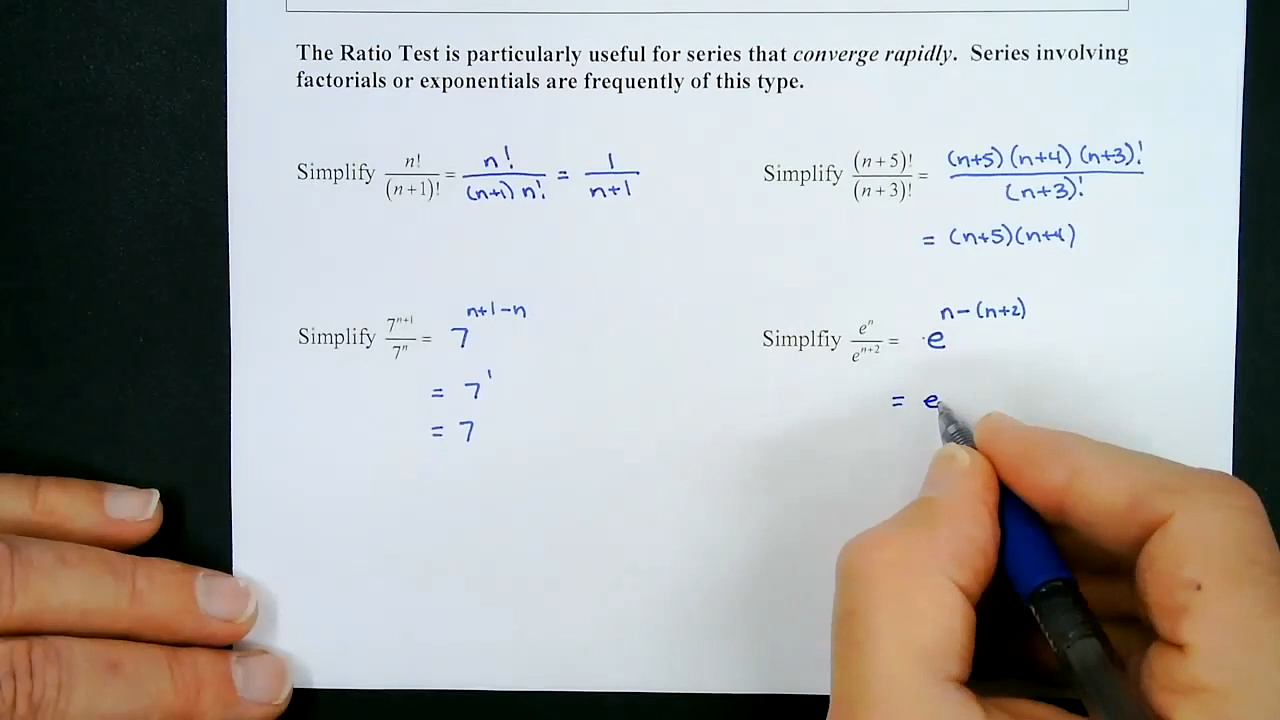 The Ratio Test is particularly useful for series that converge rapidly. Series involving
factorials or exponentials are frequently of this type.
Simplify n!/(n+1)! = n!/((n+1) n!) = 1/(n+1)
Simplify (n+5)!/(n+3)! = (n+5)(n+4)(n+3)!/(n+3)!
= (n+5)(n+4)
Simplify 7^(n+1)/7^n = 7^(n+1-n)
= 7^1
= 7
Simplfiy e^n/e^(n+2) = e^(n-(n+2))
= e